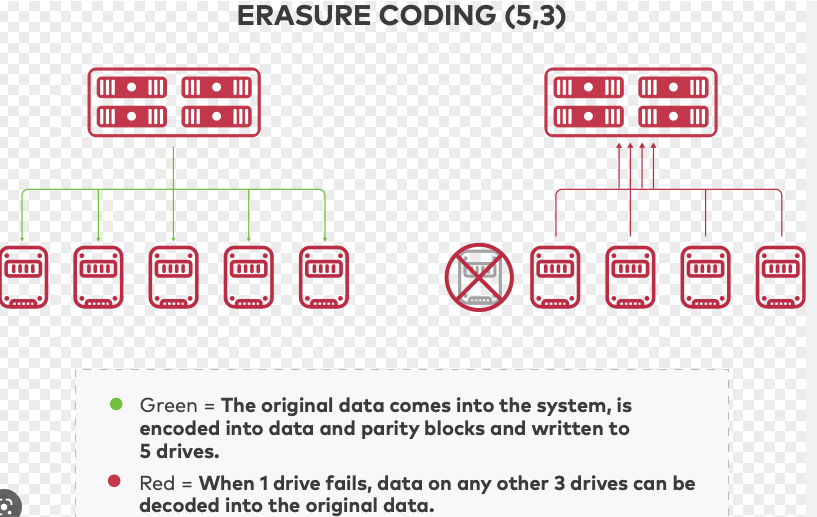 ERASURE CODING (5,3)
Green = The original data comes into the system, is
encoded into data and parity blocks and written to
5 drives.
Red = When 1 drive fails, data on any other 3 drives can be
decoded into the original data.